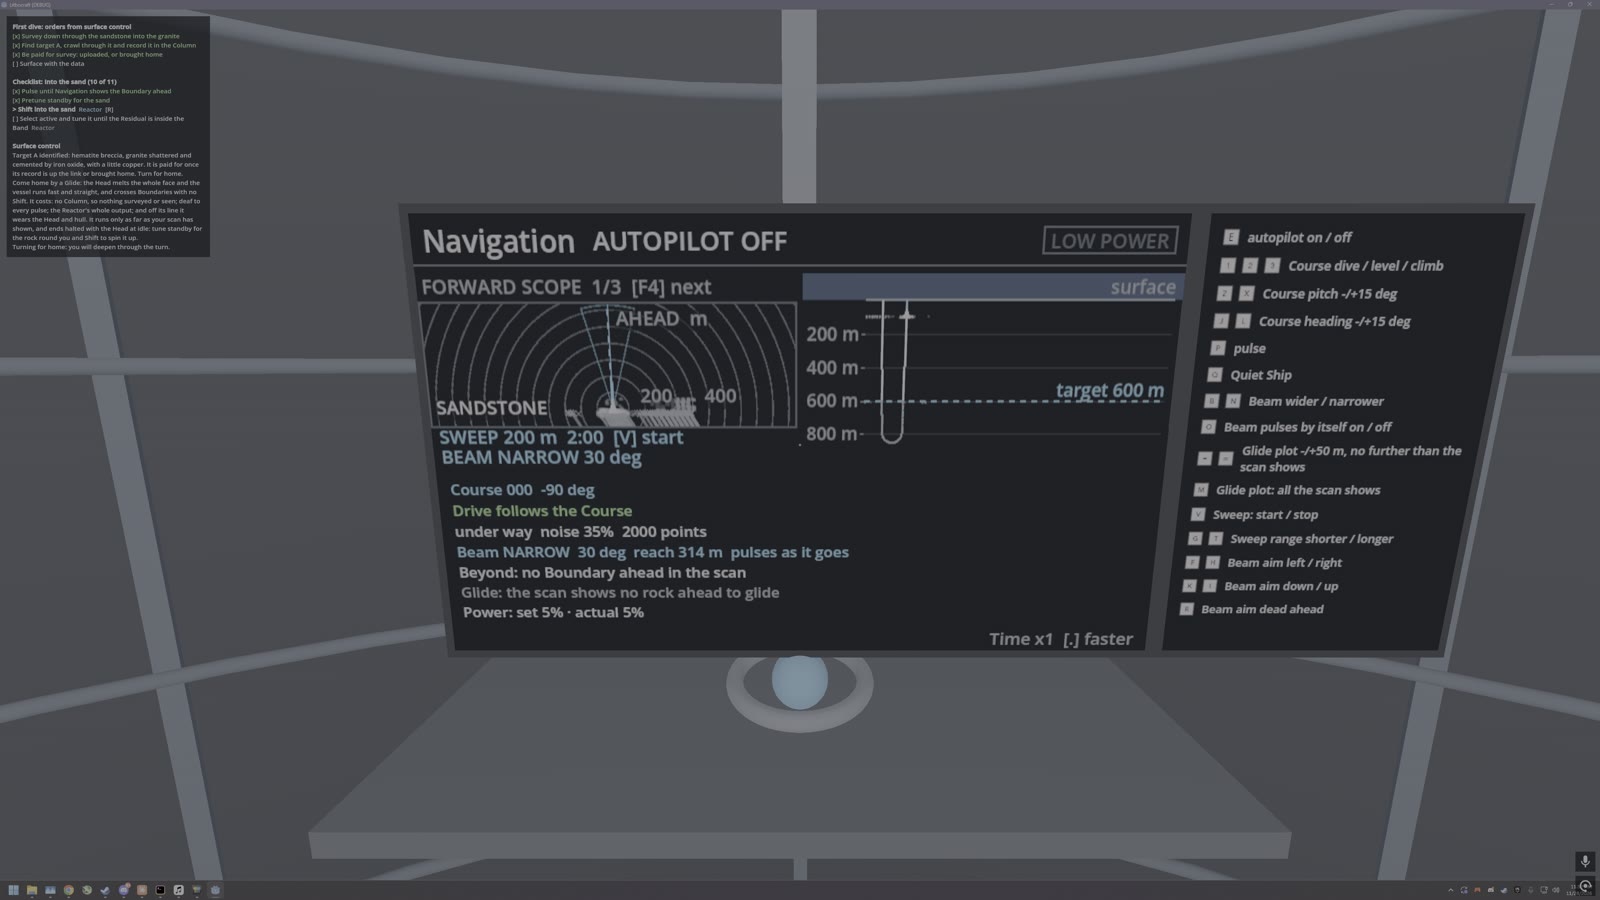 First dive: orders from surface control
[x] Survey down through the sandstone into the granite
[x] Find target A, crawl through it and record it in the Column
[x] Be paid for survey: uploaded, or brought home
[ ] Surface with the data
Checklist: Into the sand (10 of 11)
[x] Pulse until Navigation shows the Boundary ahead
[x] Pretune standby for the sand
> Shift into the sand Reactor [R]
[ ] Select active and tune it until the Residual is inside the
Band Reactor
Surface control
Target A identified: hematite breccia, granite shattered and
cemented by iron oxide, with a little copper. It is paid for once
its record is up the link or brought home. Turn for home.
Come home by a Glide: the Head melts the whole face and the
vessel runs fast and straight, and crosses Boundaries with no
Shift. It costs: no Column, so nothing surveyed or seen; deaf to
every pulse; the Reactor's whole output; and off its line it
wears the Head and hull. It runs only as far as your scan has
shown, and ends halted with the Head at idle: tune standby for
the rock round you and Shift to spin it up.
Turning for home: you will deepen through the turn.
Navigation AUTOPILOT OFF
LOW POWER
FORWARD SCOPE 1/3 [F4] next
AHEAD m
200
400
SANDSTONE
SWEEP 200 m 2:00 [V] start
BEAM NARROW 30 deg
surface
200 m
400 m
target 600 m
600 m
800 m
Course 000 -90 deg
Drive follows the Course
under way noise 35% 2000 points
Beam NARROW 30 deg reach 314 m pulses as it goes
Beyond: no Boundary ahead in the scan
Glide: the scan shows no rock ahead to glide
Power: set 5% · actual 5%
Time x1 [.] faster
E autopilot on / off
1 2 3 Course dive / level / climb
Z X Course pitch -/+15 deg
J L Course heading -/+15 deg
P pulse
Quiet Ship
B N Beam wider / narrower
O Beam pulses by itself on / off
- = Glide plot -/+50 m, no further than the
scan shows
M Glide plot: all the scan shows
V Sweep: start / stop
G T Sweep range shorter / longer
F H Beam aim left / right
K I Beam aim down / up
Beam aim dead ahead